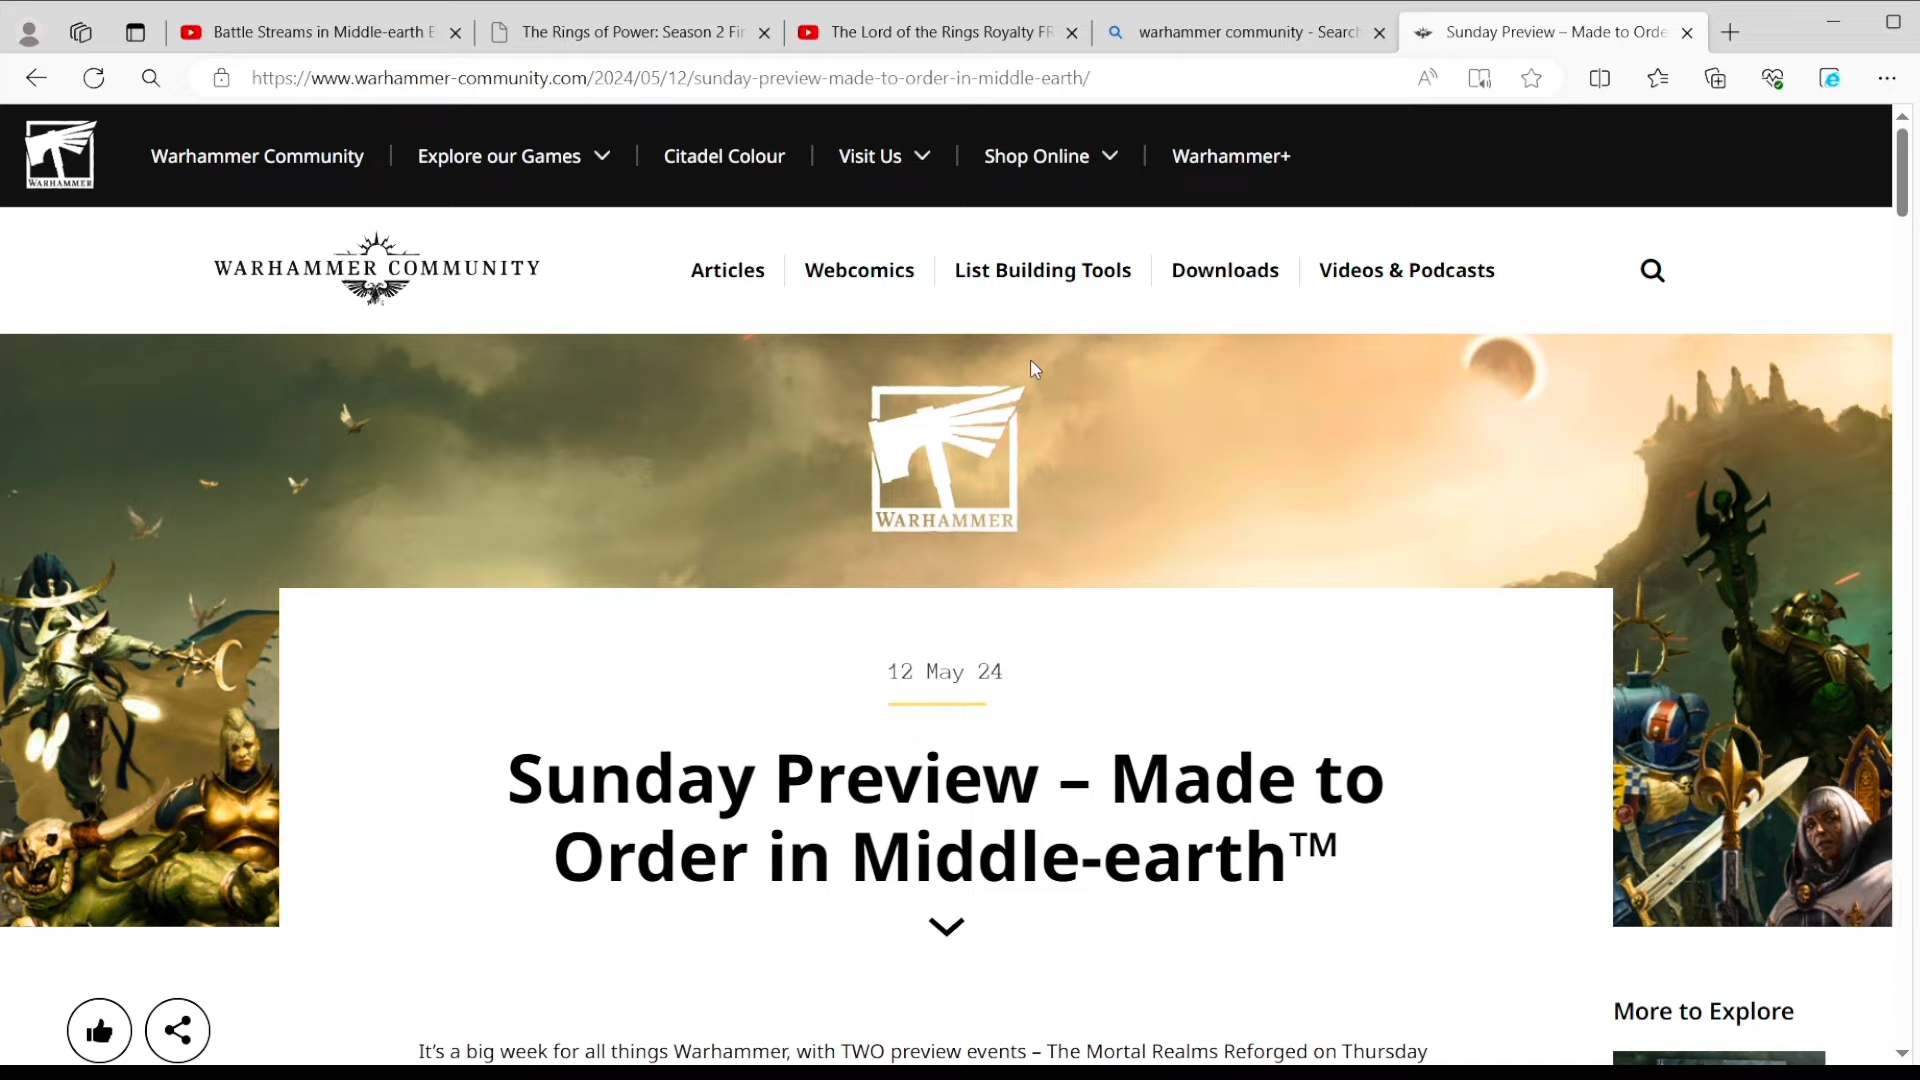 Battle Streams in Middle-earth E
The Rings of Power: Season 2 Fir
The Lord of the Rings Royalty FR
warhammer community - Search
Sunday Preview – Made to Orde
https://www.warhammer-community.com/2024/05/12/sunday-preview-made-to-order-in-middle-earth/
WARHAMMER
Warhammer Community
Explore our Games
Citadel Colour
Visit Us
Shop Online
Warhammer+
WARHAMMER COMMUNITY
Articles
Webcomics
List Building Tools
Downloads
Videos & Podcasts
WARHAMMER
12 May 24
Sunday Preview – Made to
Order in Middle-earth™
More to Explore
It's a big week for all things Warhammer, with TWO preview events – The Mortal Realms Reforged on Thursday